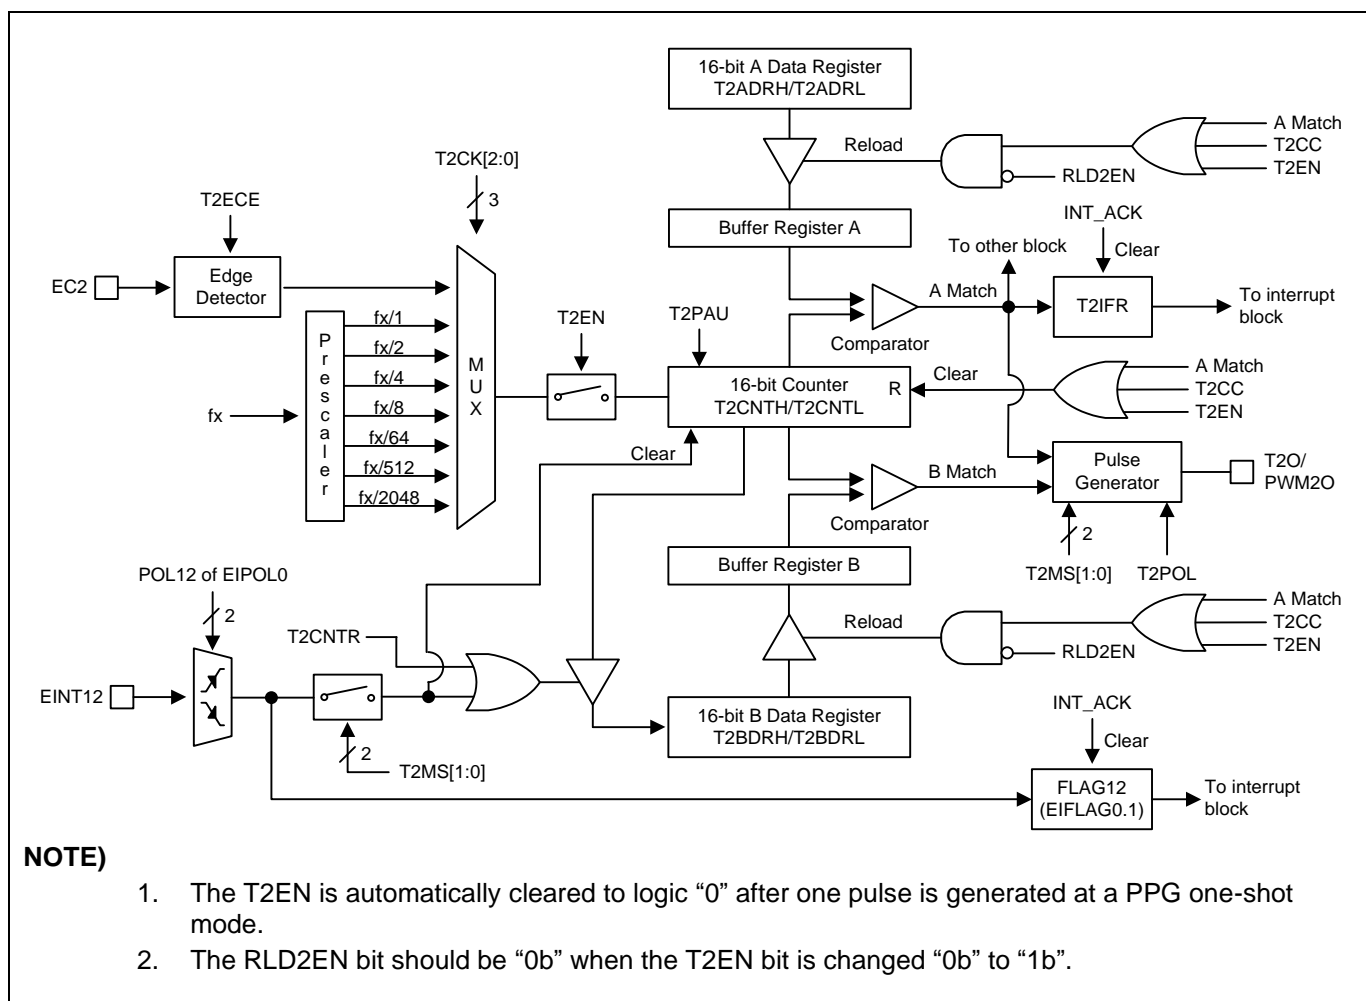 16-bit A Data Register
T2ADRH/T2ADRL
A Match
T2CC
T2EN
Reload
RLD2EN
T2CK[2:0]
3
T2ECE
Buffer Register A
INT_ACK
Clear
To other block
EC2
Edge
Detector
A Match
T2IFR
To interrupt
block
Comparator
Prescaler
fx/1
fx/2
fx/4
fx/8
fx/64
fx/512
fx/2048
fx
MUX
T2EN
T2PAU
16-bit Counter
T2CNTH/T2CNTL
R
Clear
A Match
T2CC
T2EN
Clear
B Match
Comparator
Pulse
Generator
T2O/
PWM2O
2
T2MS[1:0]
T2POL
Buffer Register B
POL12 of EIPOL0
2
T2CNTR
Reload
RLD2EN
A Match
T2CC
T2EN
EINT12
2
T2MS[1:0]
16-bit B Data Register
T2BDRH/T2BDRL
INT_ACK
Clear
FLAG12
(EIFLAG0.1)
To interrupt
block
NOTE)
1. The T2EN is automatically cleared to logic “0” after one pulse is generated at a PPG one-shot
mode.
2. The RLD2EN bit should be “0b” when the T2EN bit is changed “0b” to “1b”.